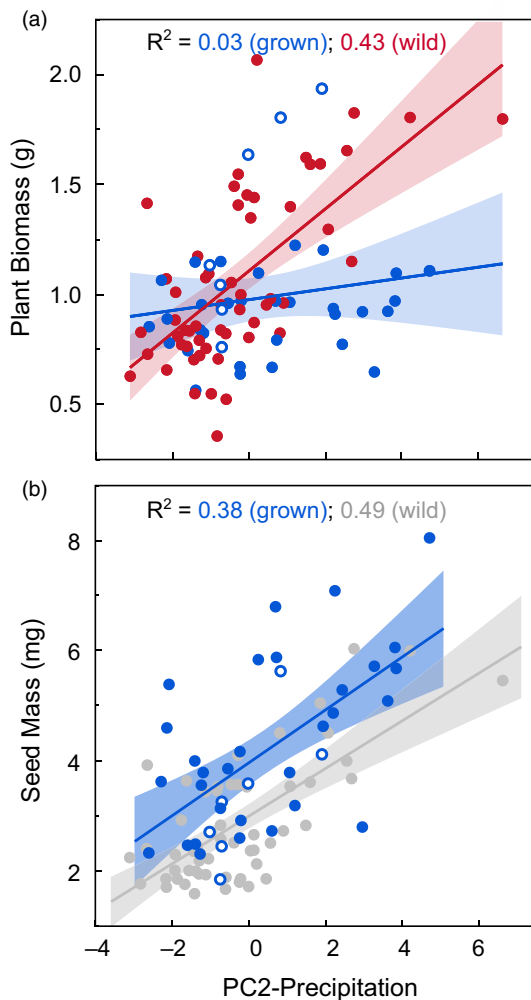 (a)
R² = 0.03 (grown); 0.43 (wild)
2.0
1.5
1.0
0.5
Plant Biomass (g)
(b)
R² = 0.38 (grown); 0.49 (wild)
8
6
4
2
Seed Mass (mg)
−4 −2 0 2 4 6
PC2-Precipitation